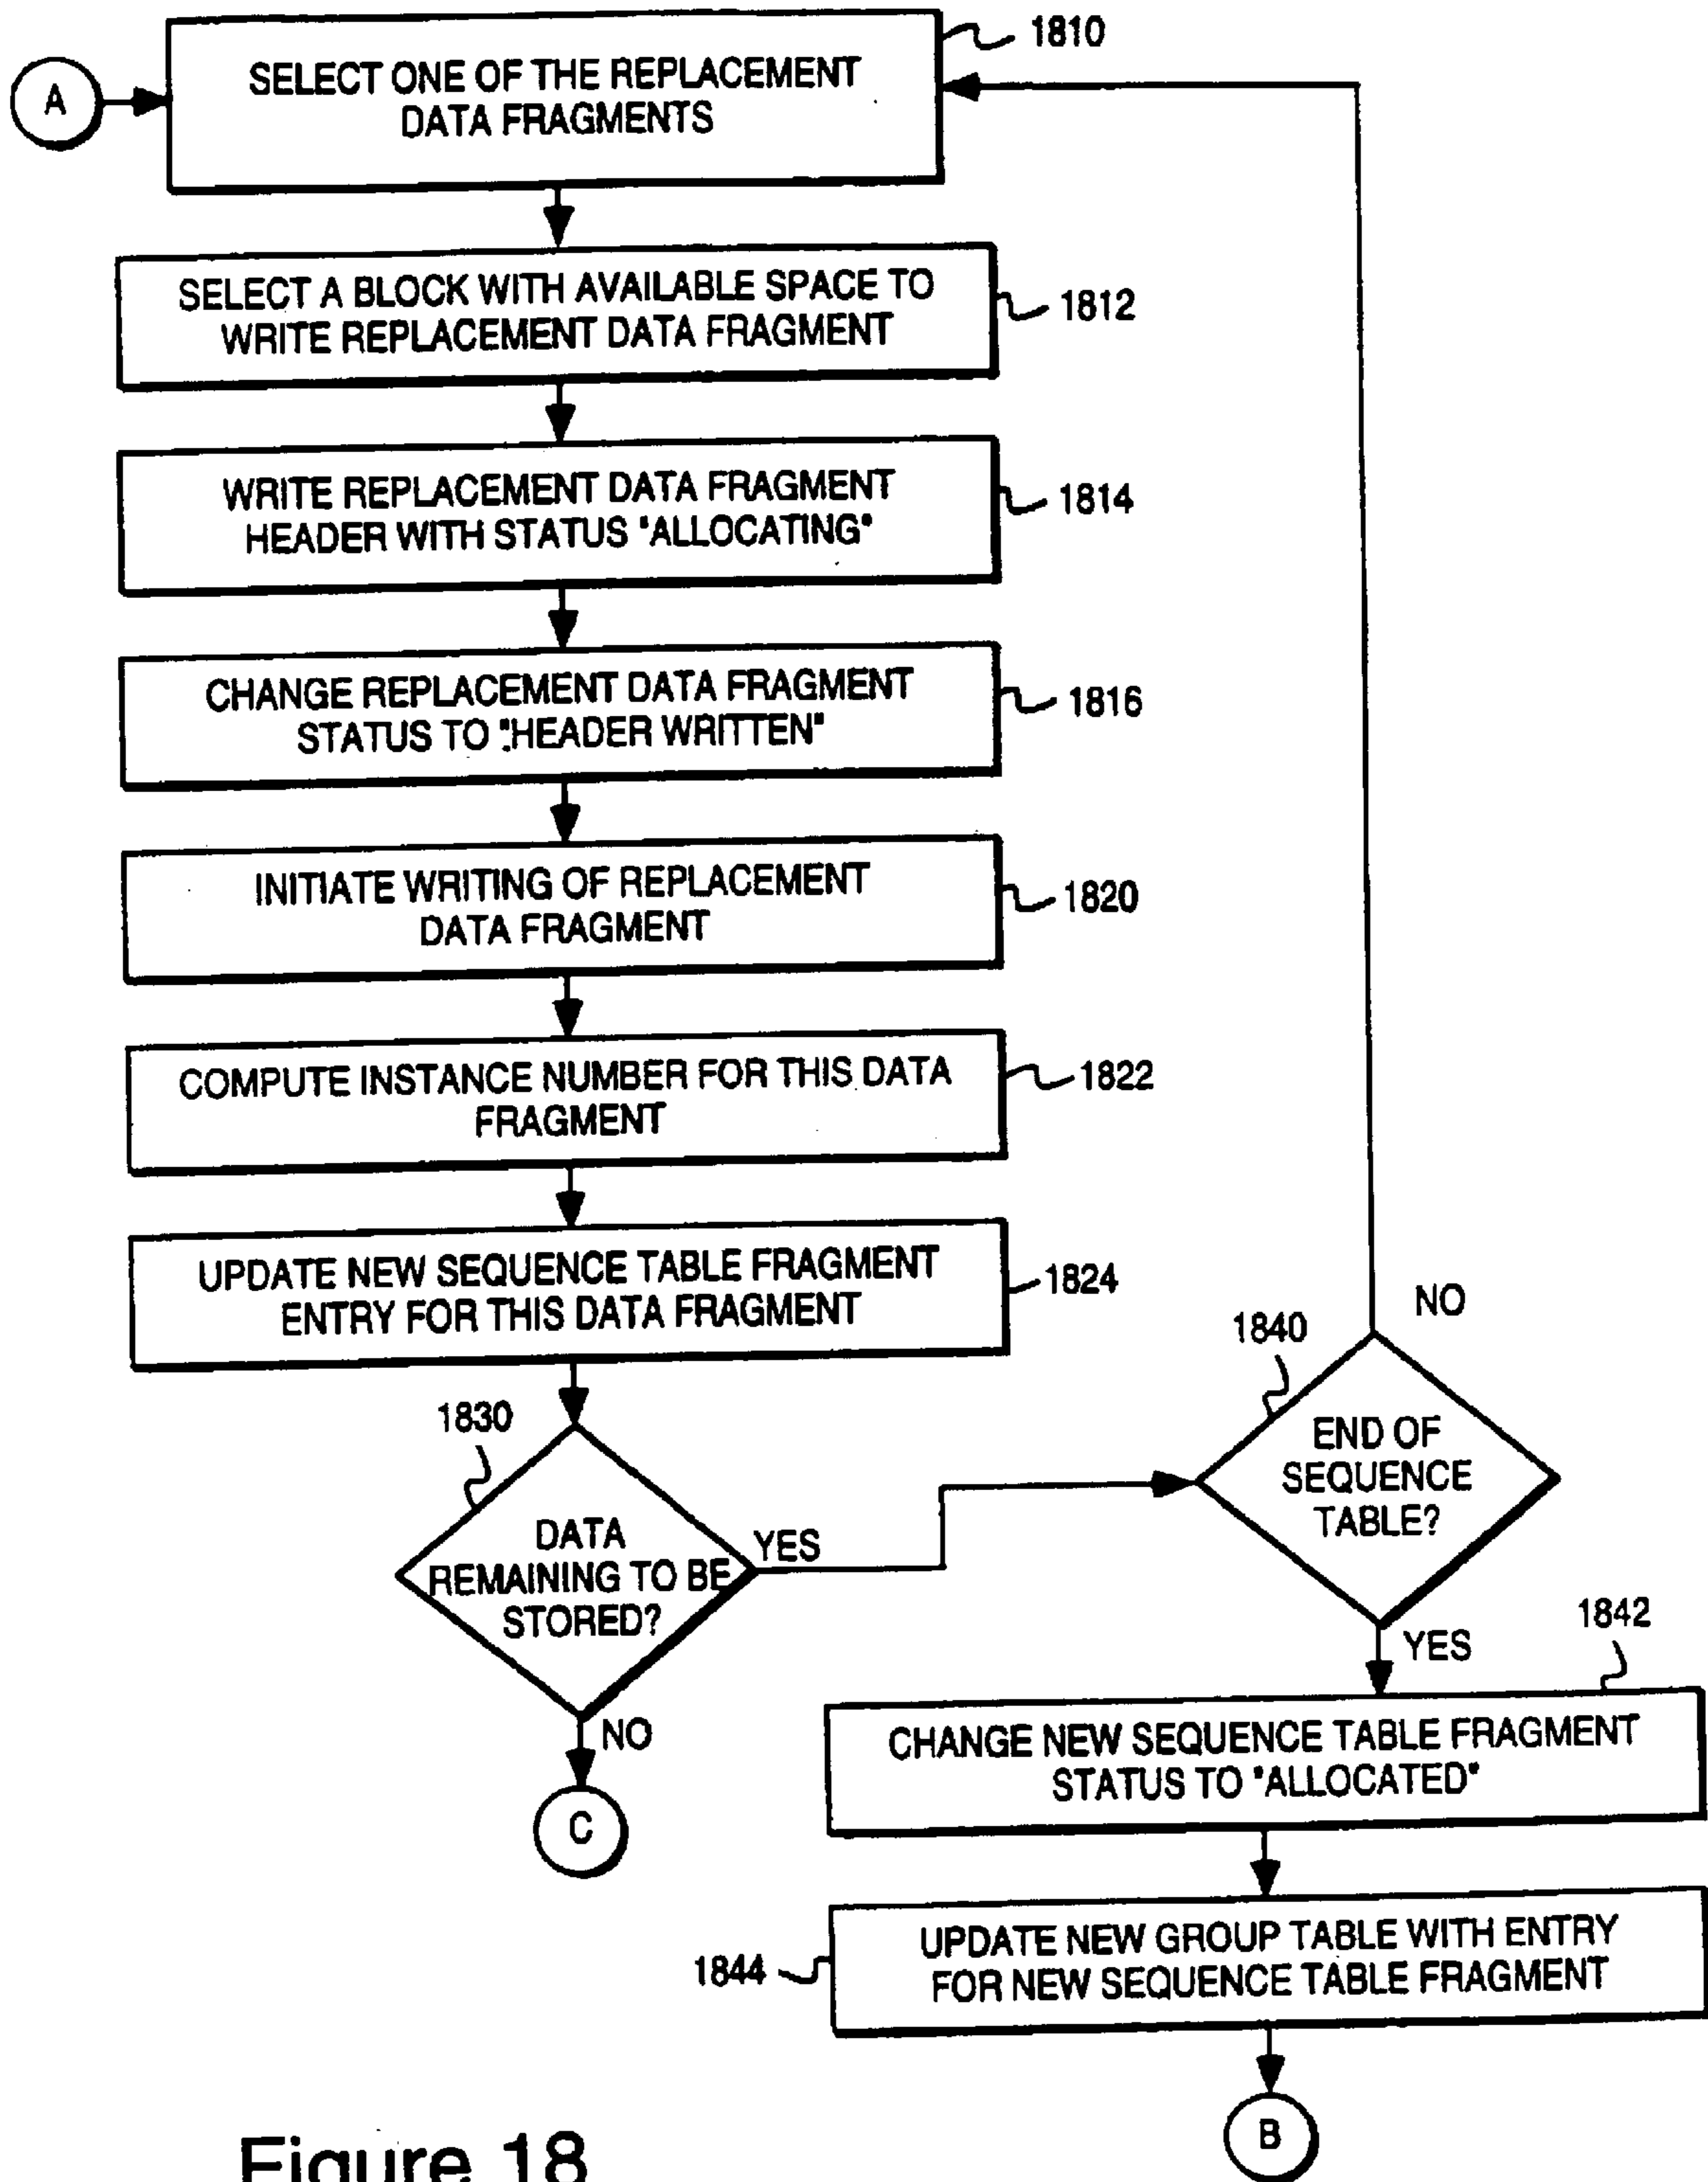 1810
A
SELECT ONE OF THE REPLACEMENT
DATA FRAGMENTS
SELECT A BLOCK WITH AVAILABLE SPACE TO
WRITE REPLACEMENT DATA FRAGMENT
1812
WRITE REPLACEMENT DATA FRAGMENT
HEADER WITH STATUS "ALLOCATING"
1814
CHANGE REPLACEMENT DATA FRAGMENT
STATUS TO "HEADER WRITTEN"
1816
INITIATE WRITING OF REPLACEMENT
DATA FRAGMENT
1820
COMPUTE INSTANCE NUMBER FOR THIS DATA
FRAGMENT
1822
UPDATE NEW SEQUENCE TABLE FRAGMENT
ENTRY FOR THIS DATA FRAGMENT
1824
1830
DATA
REMAINING TO BE
STORED?
YES
NO
C
1840
NO
END OF
SEQUENCE
TABLE?
YES
1842
CHANGE NEW SEQUENCE TABLE FRAGMENT
STATUS TO "ALLOCATED"
1844
UPDATE NEW GROUP TABLE WITH ENTRY
FOR NEW SEQUENCE TABLE FRAGMENT
B
Figure 18